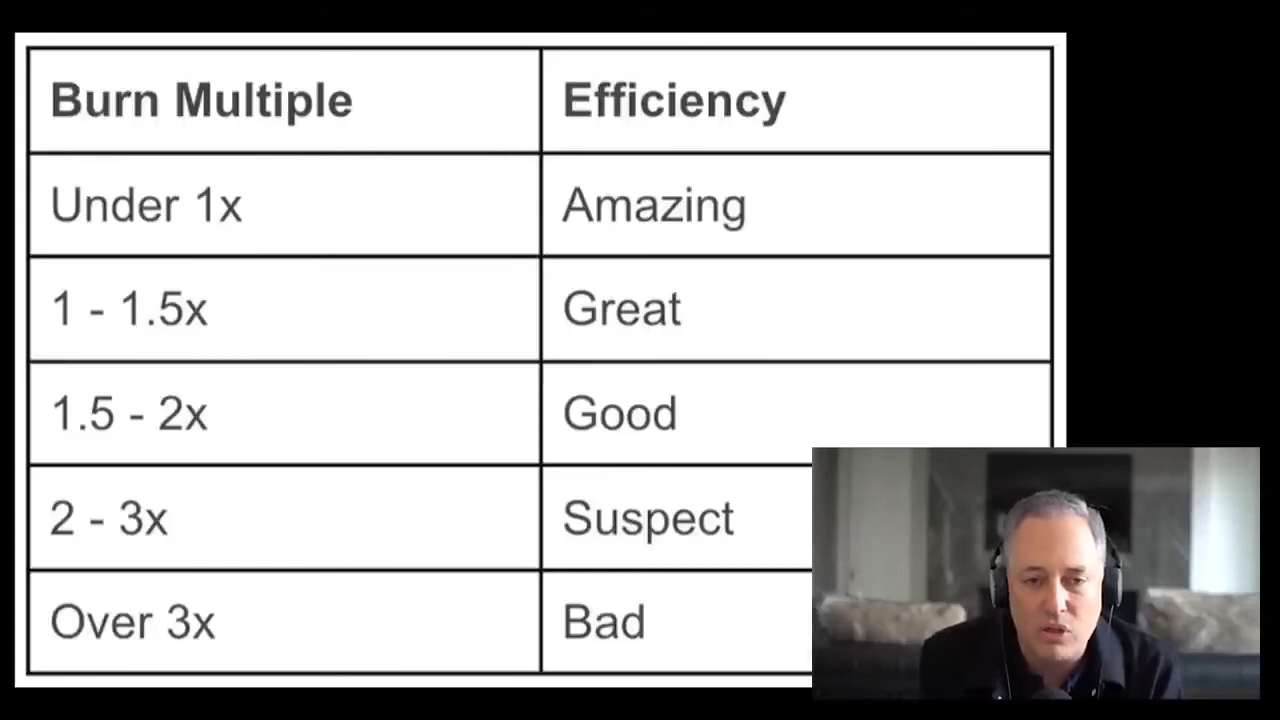 Burn Multiple Efficiency
Under 1x Amazing
1 - 1.5x Great
1.5 - 2x Good
2 - 3x Suspect
Over 3x Bad